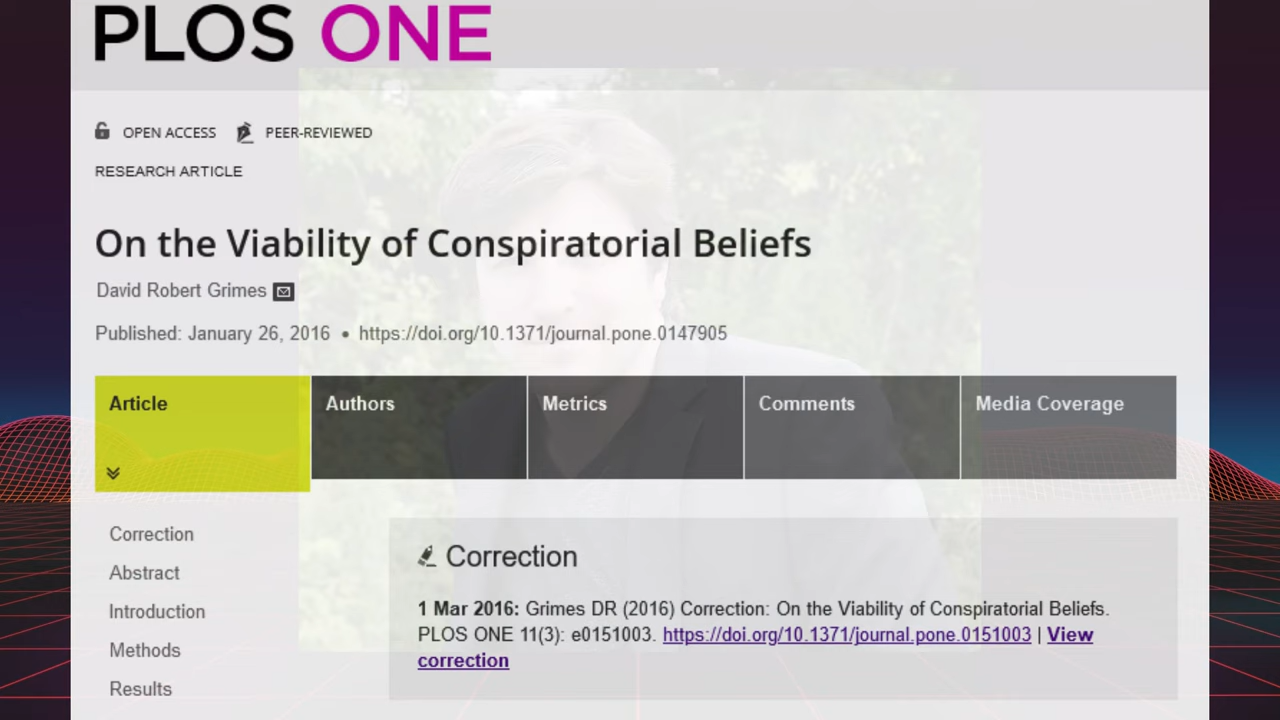 PLOS ONE
OPEN ACCESS PEER-REVIEWED
RESEARCH ARTICLE
On the Viability of Conspiratorial Beliefs
David Robert Grimes
Published: January 26, 2016 • https://doi.org/10.1371/journal.pone.0147905
Article Authors Metrics Comments Media Coverage
Correction
Abstract
Introduction
Methods
Results
Correction
1 Mar 2016: Grimes DR (2016) Correction: On the Viability of Conspiratorial Beliefs.
PLOS ONE 11(3): e0151003. https://doi.org/10.1371/journal.pone.0151003 | View
correction